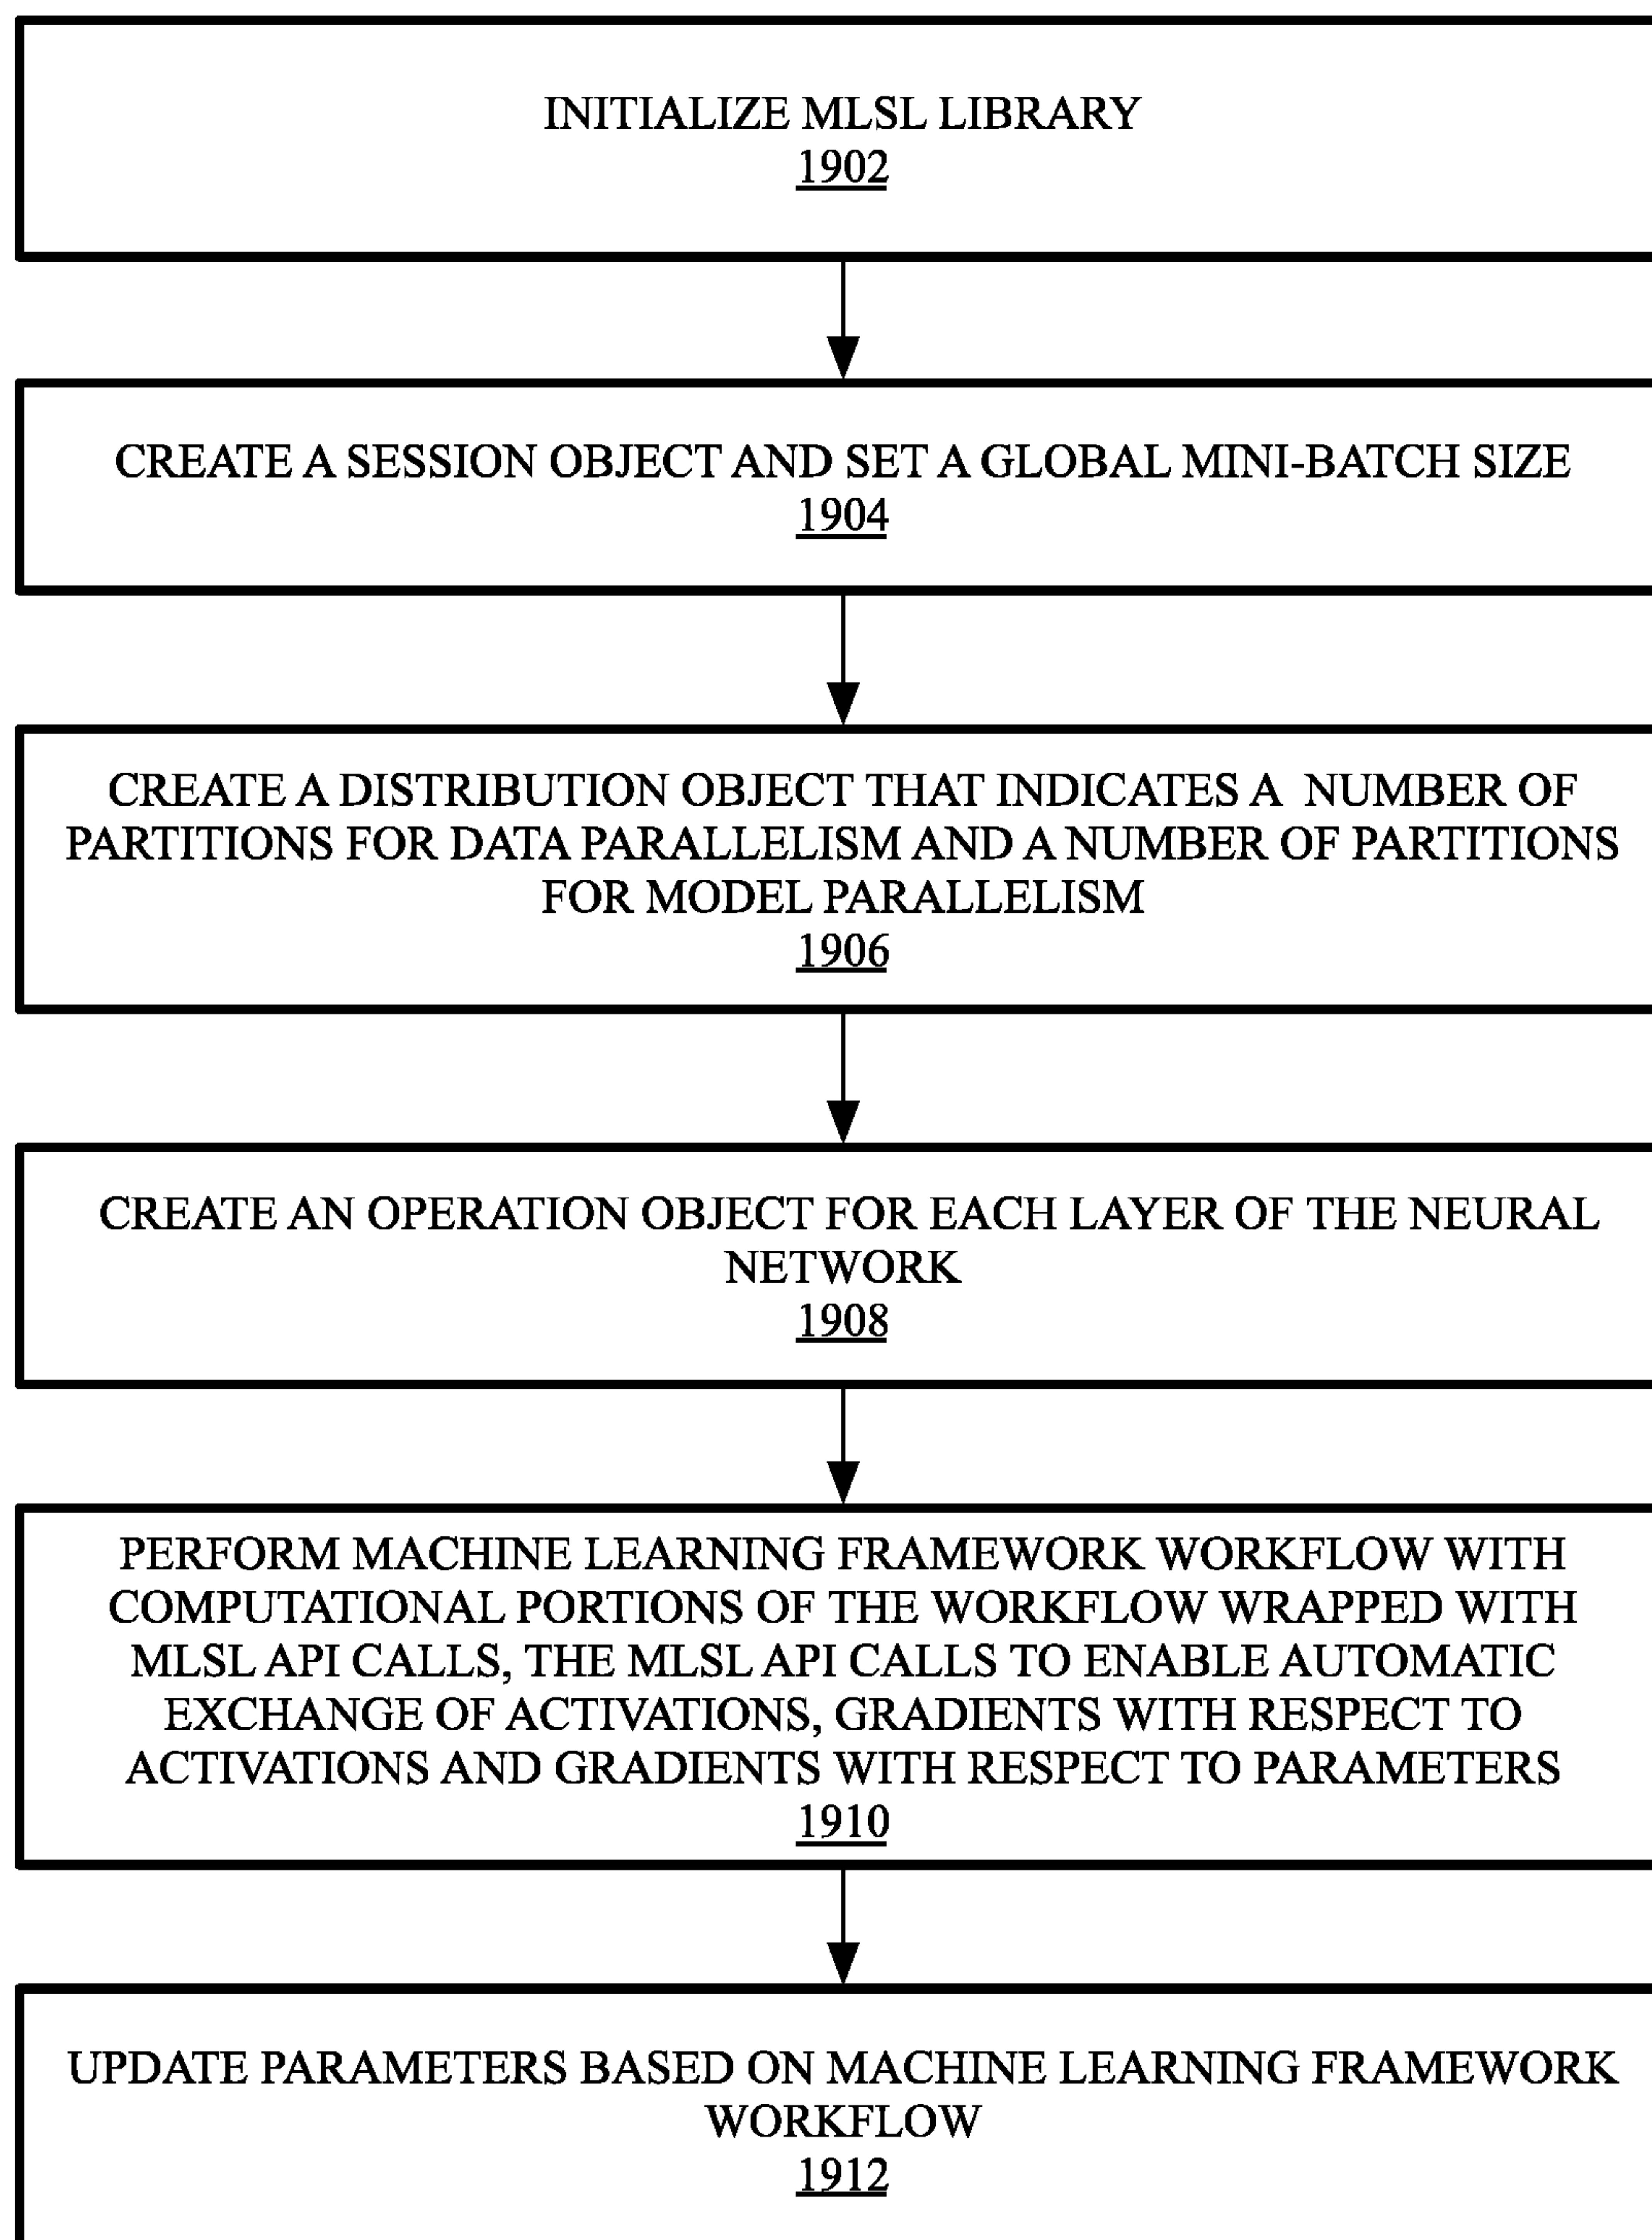 INITIALIZE MLSL LIBRARY
1902
CREATE A SESSION OBJECT AND SET A GLOBAL MINI-BATCH SIZE
1904
CREATE A DISTRIBUTION OBJECT THAT INDICATES A NUMBER OF
PARTITIONS FOR DATA PARALLELISM AND A NUMBER OF PARTITIONS
FOR MODEL PARALLELISM
1906
CREATE AN OPERATION OBJECT FOR EACH LAYER OF THE NEURAL
NETWORK
1908
PERFORM MACHINE LEARNING FRAMEWORK WORKFLOW WITH
COMPUTATIONAL PORTIONS OF THE WORKFLOW WRAPPED WITH
MLSL API CALLS, THE MLSL API CALLS TO ENABLE AUTOMATIC
EXCHANGE OF ACTIVATIONS, GRADIENTS WITH RESPECT TO
ACTIVATIONS AND GRADIENTS WITH RESPECT TO PARAMETERS
1910
UPDATE PARAMETERS BASED ON MACHINE LEARNING FRAMEWORK
WORKFLOW
1912